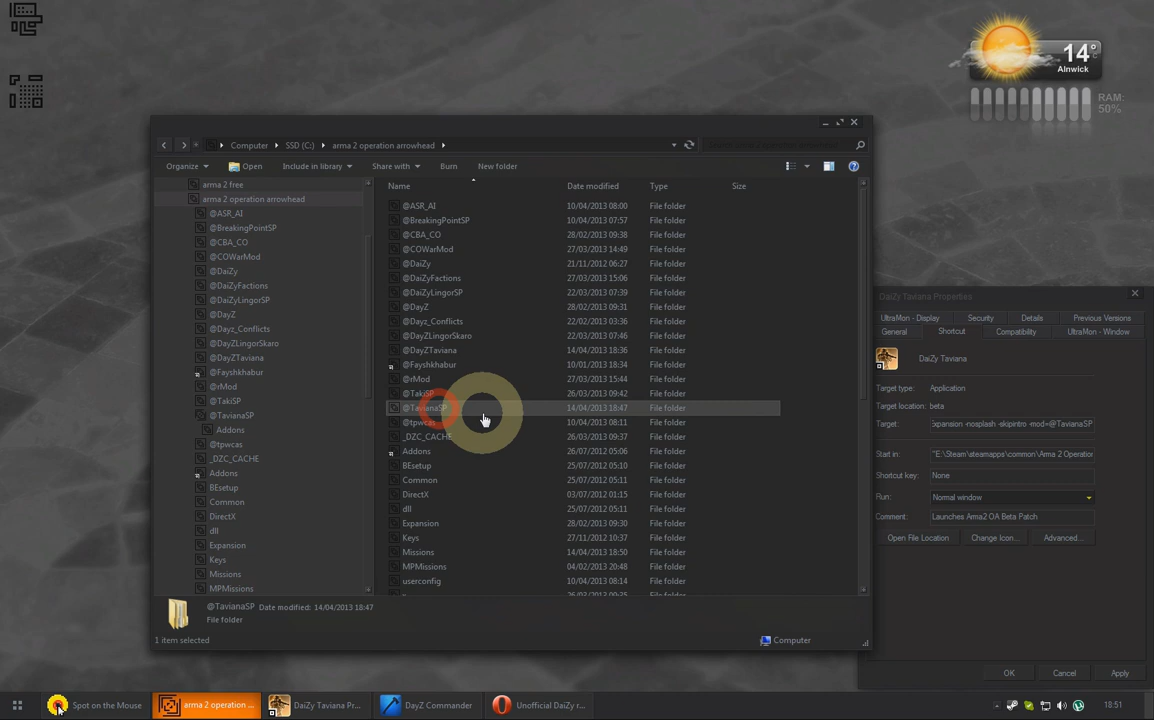 14°c
Alnwick
RAM:
50%
Computer
SSD (C:)
arma 2 operation arrowhead
Organize
Open
Include in library
Share with
Burn
New folder
arma 2 free
arma 2 operation arrowhead
@ASR_AI
@BreakingPointSP
@CBA_CO
@COWarMod
@DaiZy
@DaiZyFactions
@DaiZyLingorSP
@DayZ
@Dayz_Conflicts
@DayZLingorSkaro
@DayZTaviana
@Fayshkhabur
@rMod
@TakiSP
@TavianaSP
Addons
@tpwcas
_DZC_CACHE
Addons
BEsetup
Common
DirectX
dll
Expansion
Keys
Missions
MPMissions
Name Date modified Type Size
@ASR_AI 10/04/2013 08:00 File folder
@BreakingPointSP 10/04/2013 07:57 File folder
@CBA_CO 28/02/2013 09:38 File folder
@COWarMod 27/03/2013 14:49 File folder
@DaiZy 21/11/2012 06:27 File folder
@DaiZyFactions 27/03/2013 15:06 File folder
@DaiZyLingorSP 22/03/2013 07:39 File folder
@DayZ 28/02/2013 09:31 File folder
@Dayz_Conflicts 22/02/2013 03:36 File folder
@DayZLingorSkaro 22/03/2013 07:46 File folder
@DayZTaviana 14/04/2013 18:36 File folder
@Fayshkhabur 10/01/2013 18:34 File folder
@rMod 27/03/2013 15:44 File folder
@TakiSP 26/03/2013 09:42 File folder
@TavianaSP 14/04/2013 18:47 File folder
@tpwcas 10/04/2013 08:11 File folder
_DZC_CACHE 26/03/2013 09:37 File folder
Addons 26/07/2012 05:06 File folder
BEsetup 25/07/2012 05:10 File folder
Common 25/07/2012 05:11 File folder
DirectX 03/07/2012 01:15 File folder
dll 25/07/2012 05:11 File folder
Expansion 28/02/2013 09:30 File folder
Keys 27/11/2012 10:37 File folder
Missions 14/04/2013 18:50 File folder
MPMissions 04/02/2013 20:48 File folder
userconfig 10/04/2013 08:14 File folder
26/03/2013 09:35 File folder
@TavianaSP Date modified: 14/04/2013 18:47
File folder
1 item selected
Computer
DaiZy Taviana Properties
UltraMon - Display Security Details Previous Versions
General Shortcut Compatibility UltraMon - Window
DaiZy Taviana
Target type: Application
Target location: beta
Target: Expansion -nosplash -skipintro -mod=@TavianaSP
Start in: "E:\Steam\steamapps\common\Arma 2 Operation
Shortcut key: None
Run: Normal window
Comment: Launches Arma2 OA Beta Patch
Open File Location Change Icon... Advanced...
OK Cancel Apply
Spot on the Mouse
arma 2 operation ...
DaiZy Taviana Pr...
DayZ Commander
Unofficial DaiZy r...
18:51